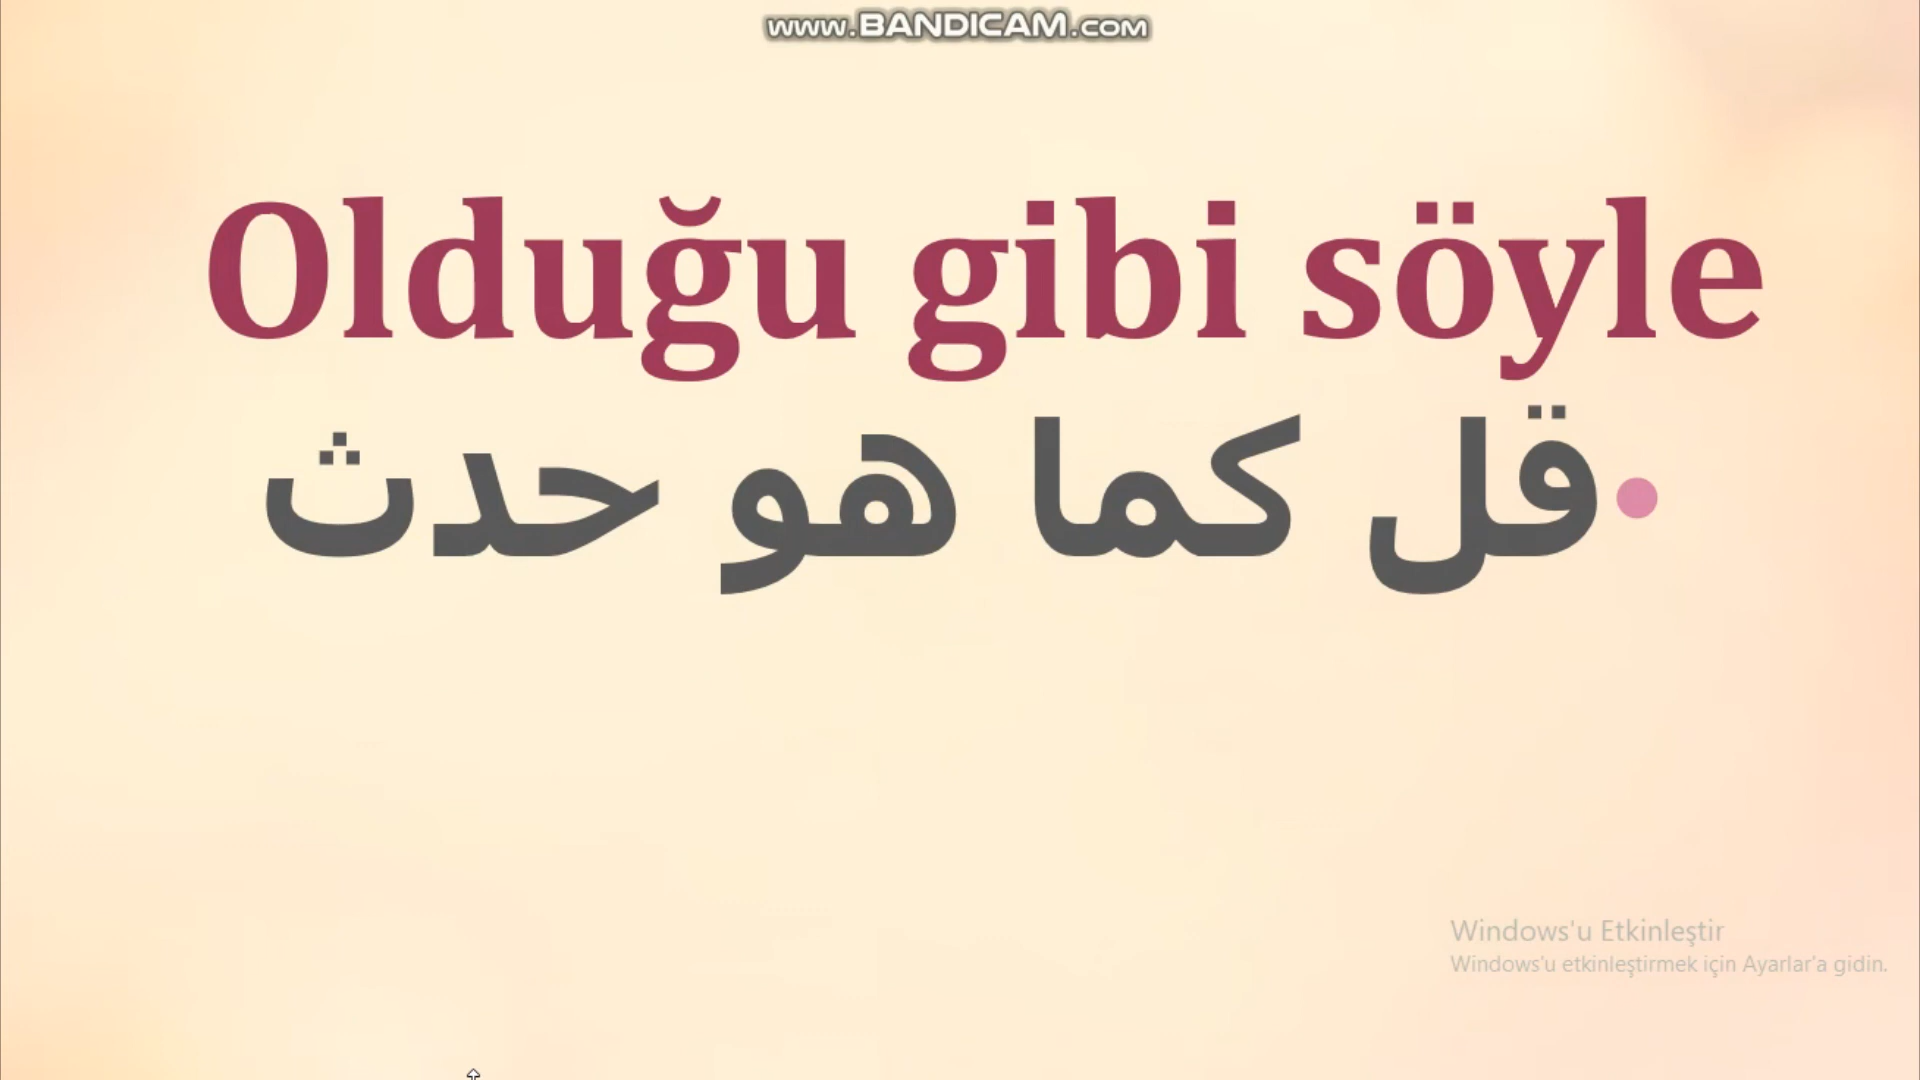 www.BANDICAM.com
Olduğu gibi söyle
• قل كما هو حدث
Windows'u Etkinleştir
Windows'u etkinleştirmek için Ayarlar'a gidin.